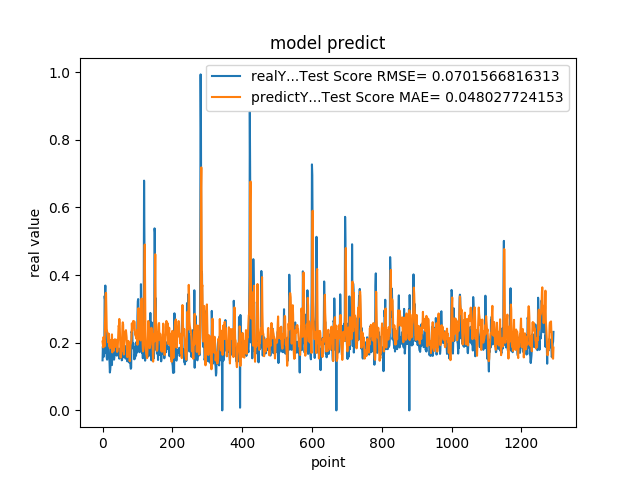 model predict
realY...Test Score RMSE= 0.0701566816313
predictY...Test Score MAE= 0.048027724153
1.0
0.8
0.6
0.4
0.2
0.0
real value
0 200 400 600 800 1000 1200
point